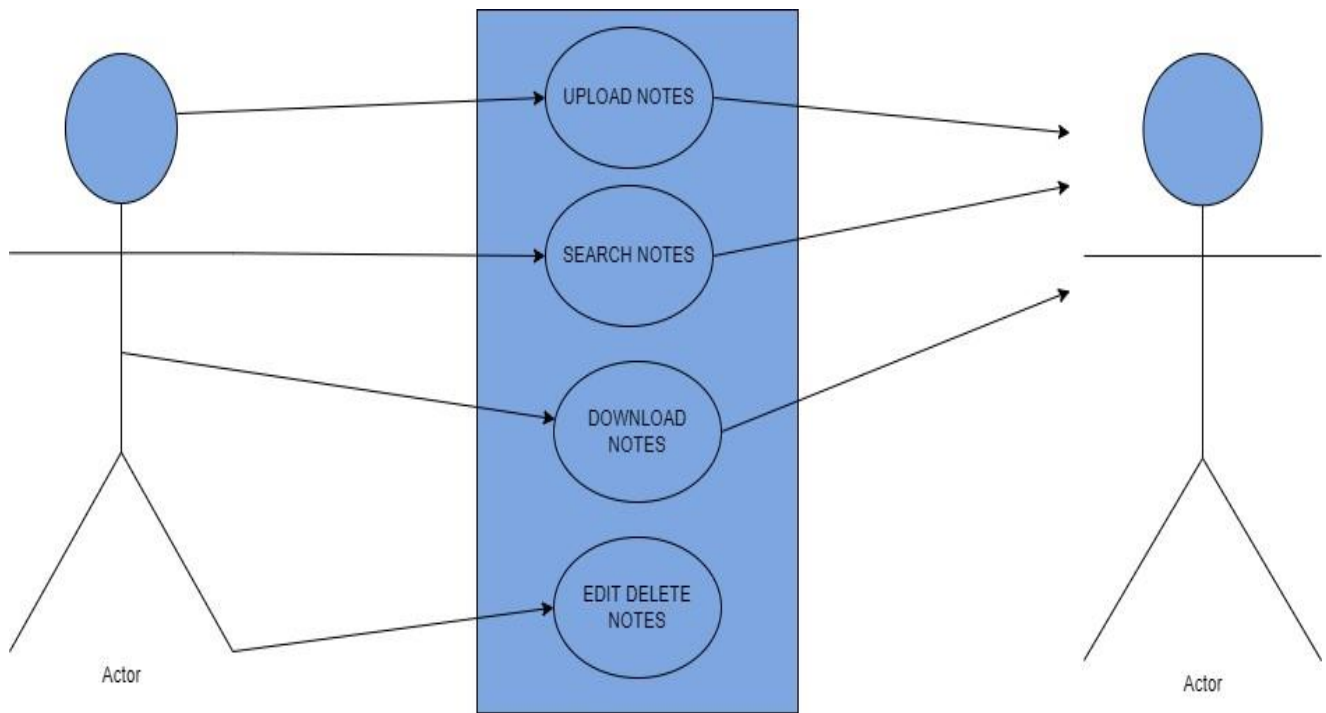 UPLOAD NOTES
SEARCH NOTES
DOWNLOAD
NOTES
EDIT DELETE
NOTES
Actor
Actor